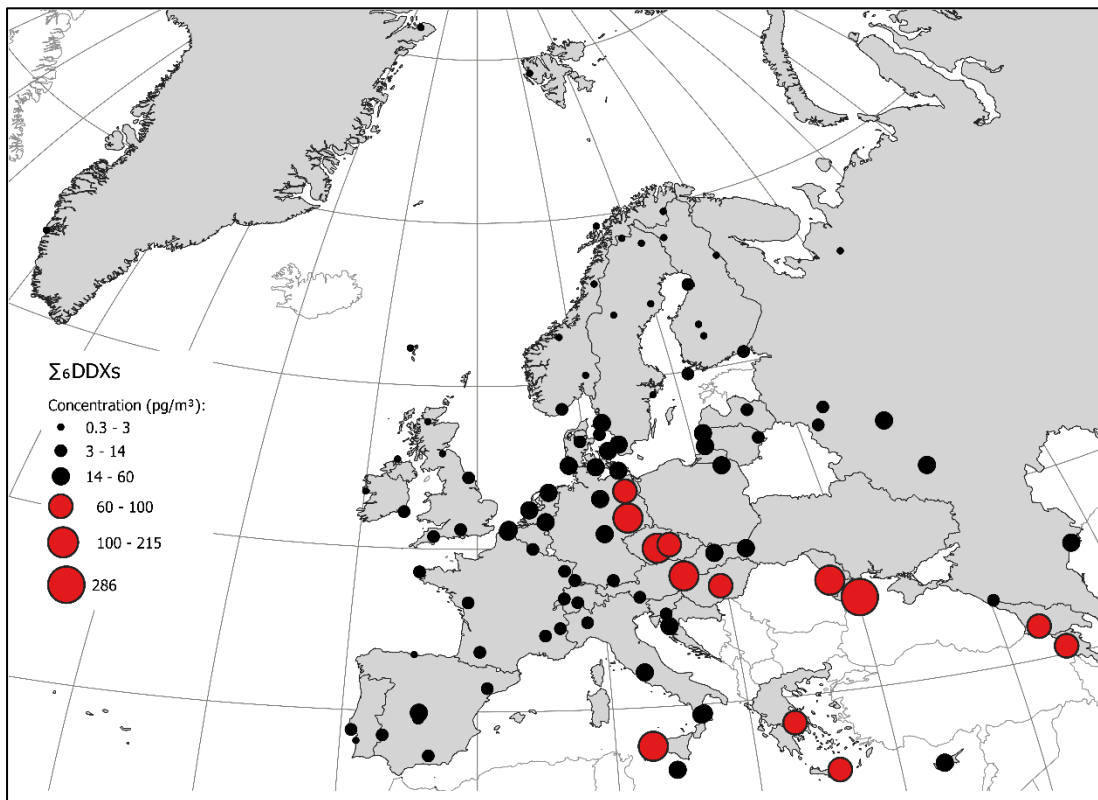 ∑₆DDXs
Concentration (pg/m³):
0.3 - 3
3 - 14
14 - 60
60 - 100
100 - 215
286